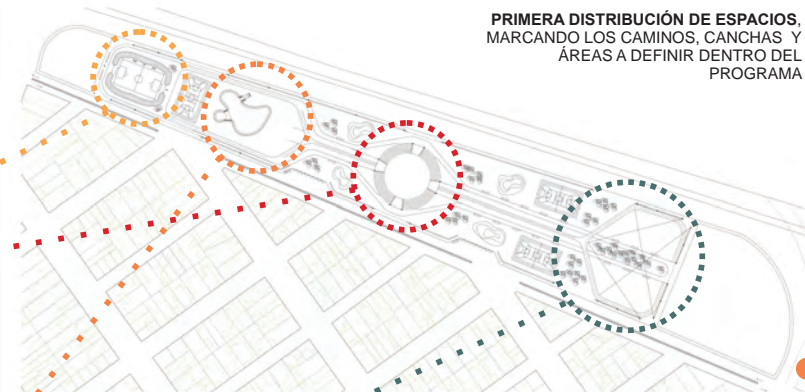 PRIMERA DISTRIBUCIÓN DE ESPACIOS,
MARCANDO LOS CAMINOS, CANCHAS Y
ÁREAS A DEFINIR DENTRO DEL
PROGRAMA